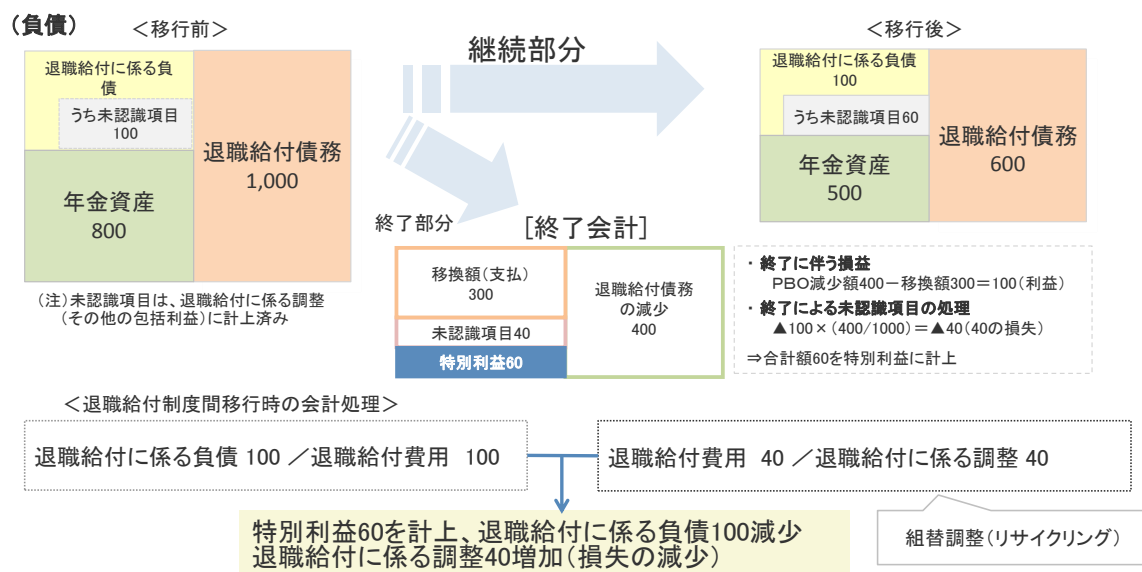 (負債)
＜移行前＞
退職給付に係る負
債
うち未認識項目
100
年金資産
800
退職給付債務
1,000
（注）未認識項目は、退職給付に係る調整
（その他の包括利益）に計上済み
継続部分
終了部分
[終了会計]
移換額（支払）
300
未認識項目40
特別利益60
退職給付債務
の減少
400
＜移行後＞
退職給付に係る負債
100
うち未認識項目60
年金資産
500
退職給付債務
600
・ 終了に伴う損益
PBO減少額400－移換額300＝100（利益）
・ 終了による未認識項目の処理
▲100×（400/1000）＝▲40（40の損失）
⇒合計額60を特別利益に計上
＜退職給付制度間移行時の会計処理＞
退職給付に係る負債 100 ／退職給付費用 100
退職給付費用 40 ／退職給付に係る調整 40
特別利益60を計上、退職給付に係る負債100減少
退職給付に係る調整40増加（損失の減少）
組替調整（リサイクリング）